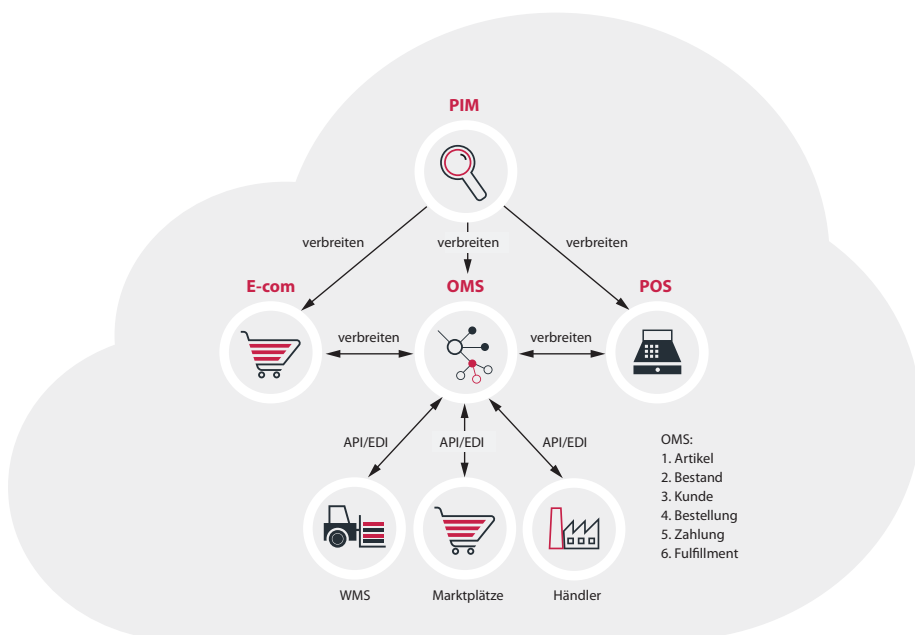 PIM
verbreiten
verbreiten
verbreiten
E-com
OMS
POS
verbreiten
verbreiten
API/EDI
API/EDI
API/EDI
OMS:
1. Artikel
2. Bestand
3. Kunde
4. Bestellung
5. Zahlung
6. Fulfillment
WMS
Marktplätze
Händler